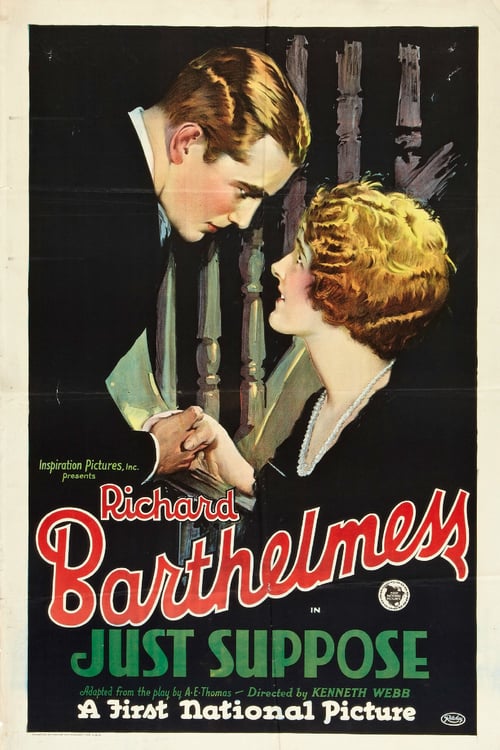 Inspiration Pictures, Inc.
presents
Richard
Barthelmess
IN
JUST SUPPOSE
Adapted from the play by A·E·Thomas - Directed by KENNETH WEBB
A First National Picture
Ritchey